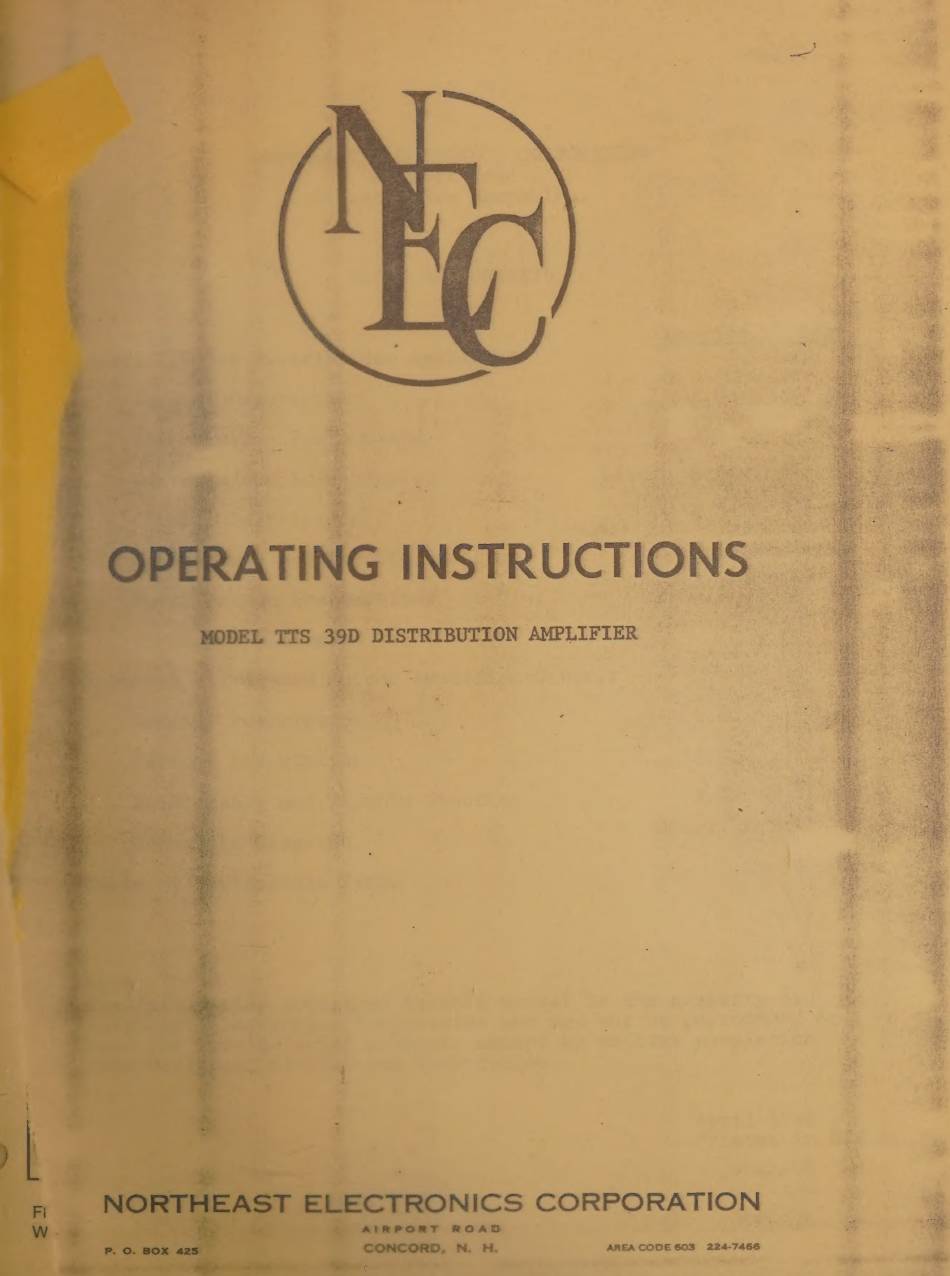 NEC
OPERATING INSTRUCTIONS
MODEL TTS 39D DISTRIBUTION AMPLIFIER
Fi
W
NORTHEAST ELECTRONICS CORPORATION
AIRPORT ROAD
P. O. BOX 425 CONCORD, N. H. AREA CODE 603 224-7466